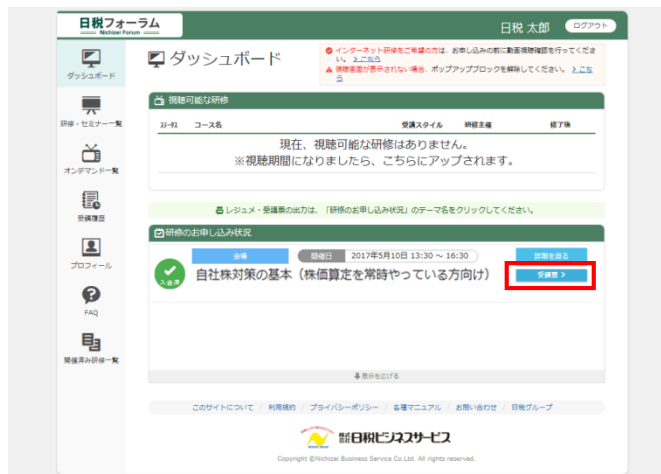 日税フォーラム
Nichizei Forum
日税 太郎
ログアウト
ダッシュボード
ダッシュボード
インターネット研修をご希望の方は、お申し込みの前に動画視聴確認を行ってください。 >こちら
視聴画面が表示されない場合、ポップアップブロックを解除してください。 >こちら
研修・セミナー一覧
オンデマンド一覧
受講履歴
プロフィール
FAQ
開催済み研修一覧
視聴可能な研修
ｽﾃｰﾀｽ コース名 受講スタイル 研修主催 修了後
現在、視聴可能な研修はありません。
※視聴期間になりましたら、こちらにアップされます。
レジュメ・受講票の出力は、「研修のお申し込み状況」のテーマ名をクリックしてください。
研修のお申し込み状況
会場 開催日 2017年5月10日 13:30 ～ 16:30 詳細を見る
入金済 自社株対策の基本（株価算定を常時やっている方向け） 受講票 >
表示を広げる
このサイトについて / 利用規約 / プライバシーポリシー / 各種マニュアル / お問い合わせ / 日税グループ
日税ビジネスサービス
Copyright ©Nichizei Business Service Co.Ltd. All rights reserved.